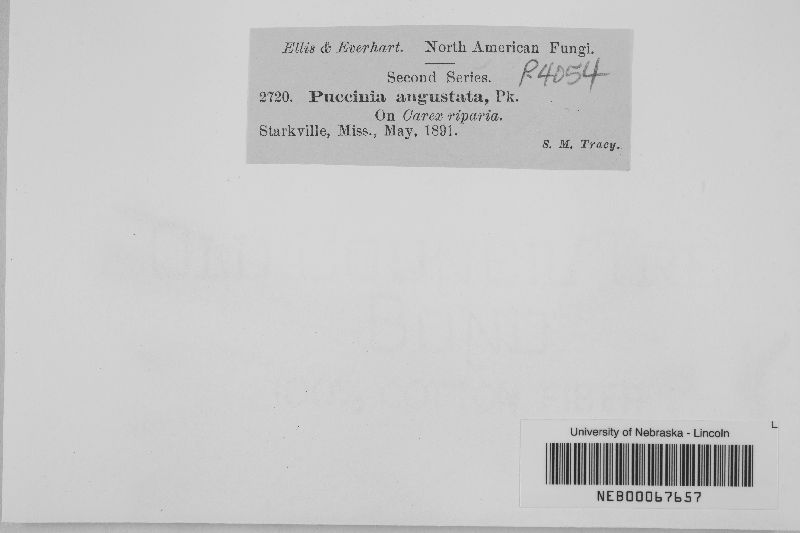 Ellis & Everhart. North American Fungi.
Second Series.
P.4054
2720. Puccinia angustata, Pk.
On Carex riparia.
Starkville, Miss., May, 1891.
S. M. Tracy.
University of Nebraska - Lincoln
NEB00067657